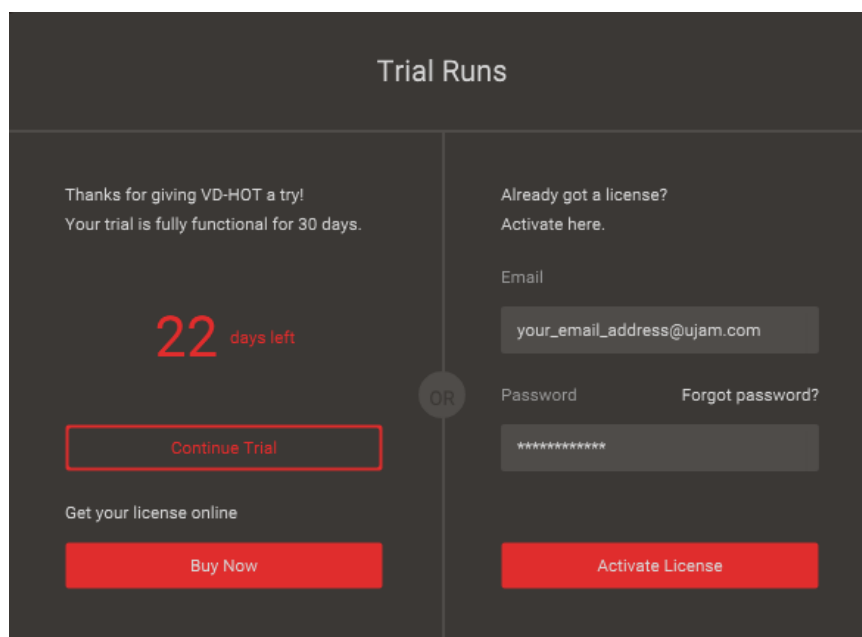 Trial Runs
Thanks for giving VD-HOT a try!
Your trial is fully functional for 30 days.
22 days left
Continue Trial
Get your license online
Buy Now
OR
Already got a license?
Activate here.
Email
your_email_address@ujam.com
Password Forgot password?
************
Activate License